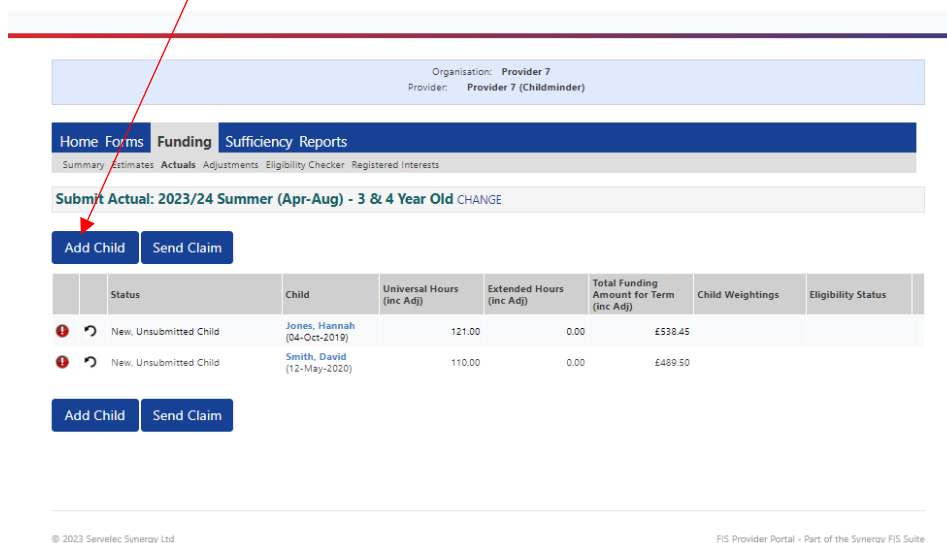 Organisation: Provider 7
Provider: Provider 7 (Childminder)
Home Forms Funding Sufficiency Reports
Summary Estimates Actuals Adjustments Eligibility Checker Registered Interests
Submit Actual: 2023/24 Summer (Apr-Aug) - 3 & 4 Year Old CHANGE
Add Child Send Claim
Status Child Universal Hours (inc Adj) Extended Hours (inc Adj) Total Funding Amount for Term (inc Adj) Child Weightings Eligibility Status
New, Unsubmitted Child Jones, Hannah (04-Oct-2019) 121.00 0.00 £538.45
New, Unsubmitted Child Smith, David (12-May-2020) 110.00 0.00 £489.50
Add Child Send Claim
© 2023 Servelec Synergy Ltd FIS Provider Portal - Part of the Synergy FIS Suite